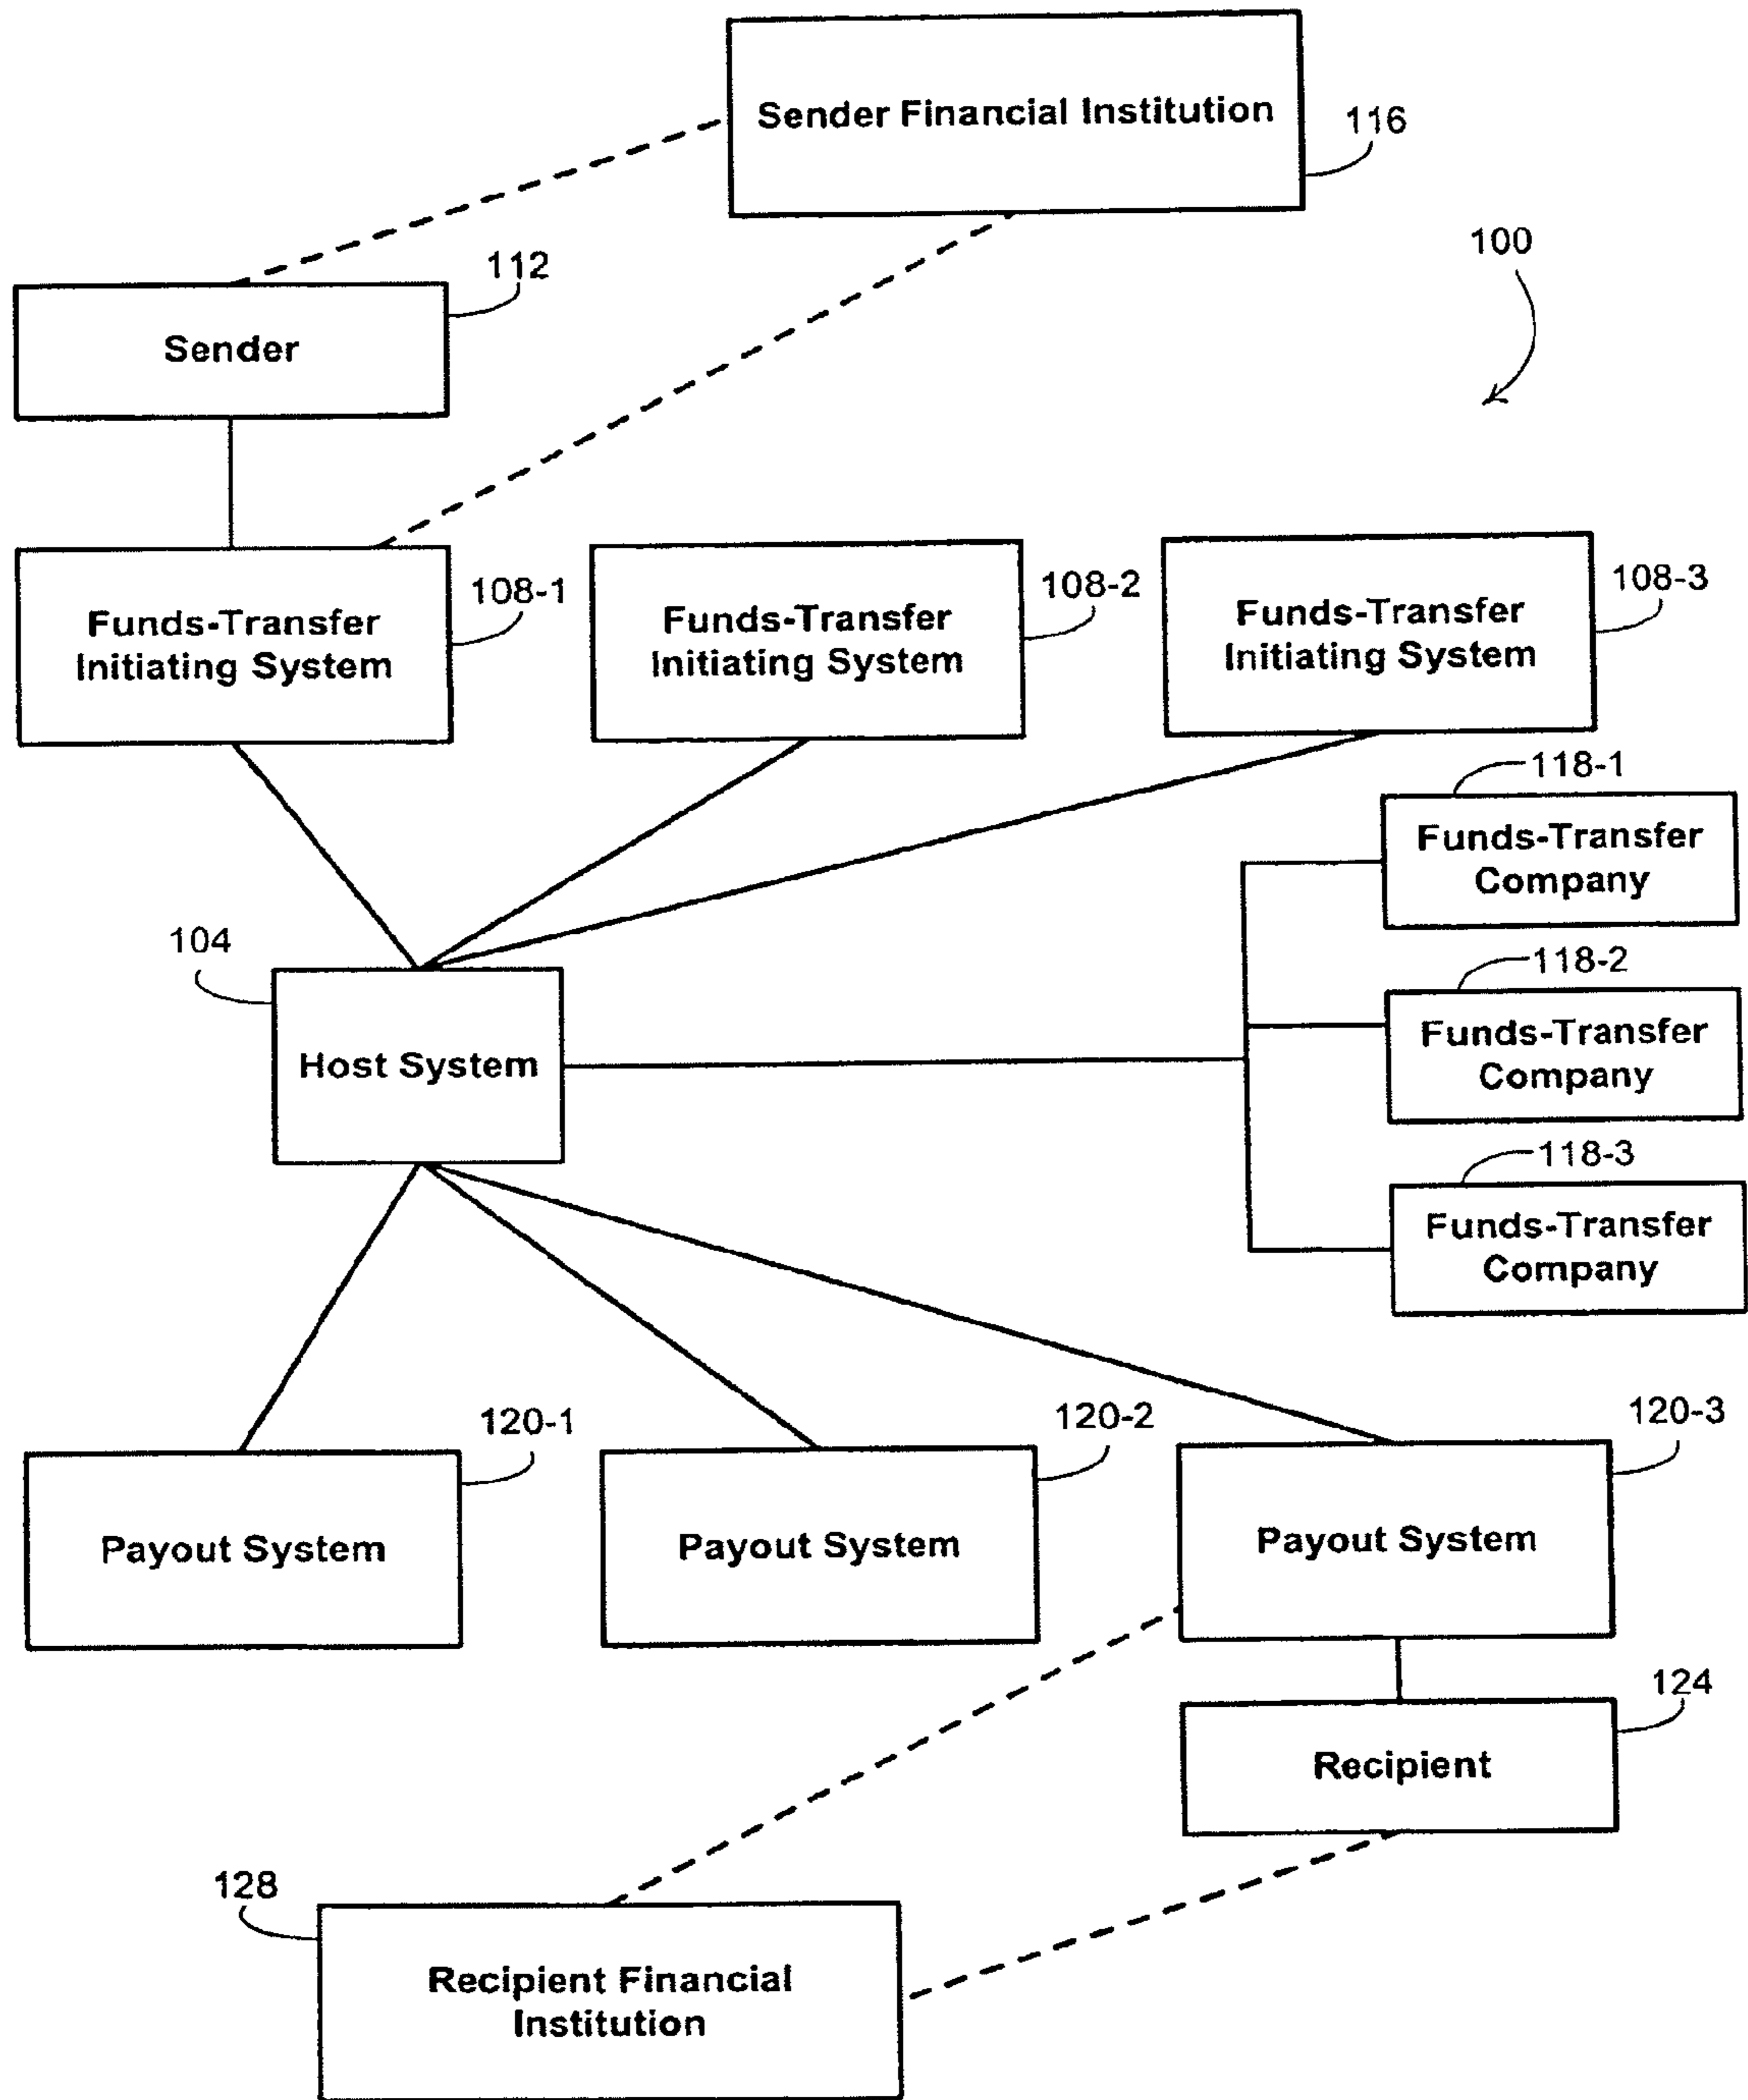 Sender Financial Institution
116
100
112
Sender
108-1
108-2
108-3
Funds-Transfer
Initiating System
Funds-Transfer
Initiating System
Funds-Transfer
Initiating System
118-1
Funds-Transfer
Company
104
118-2
Host System
Funds-Transfer
Company
118-3
Funds-Transfer
Company
120-1
120-2
120-3
Payout System
Payout System
Payout System
124
Recipient
128
Recipient Financial
Institution